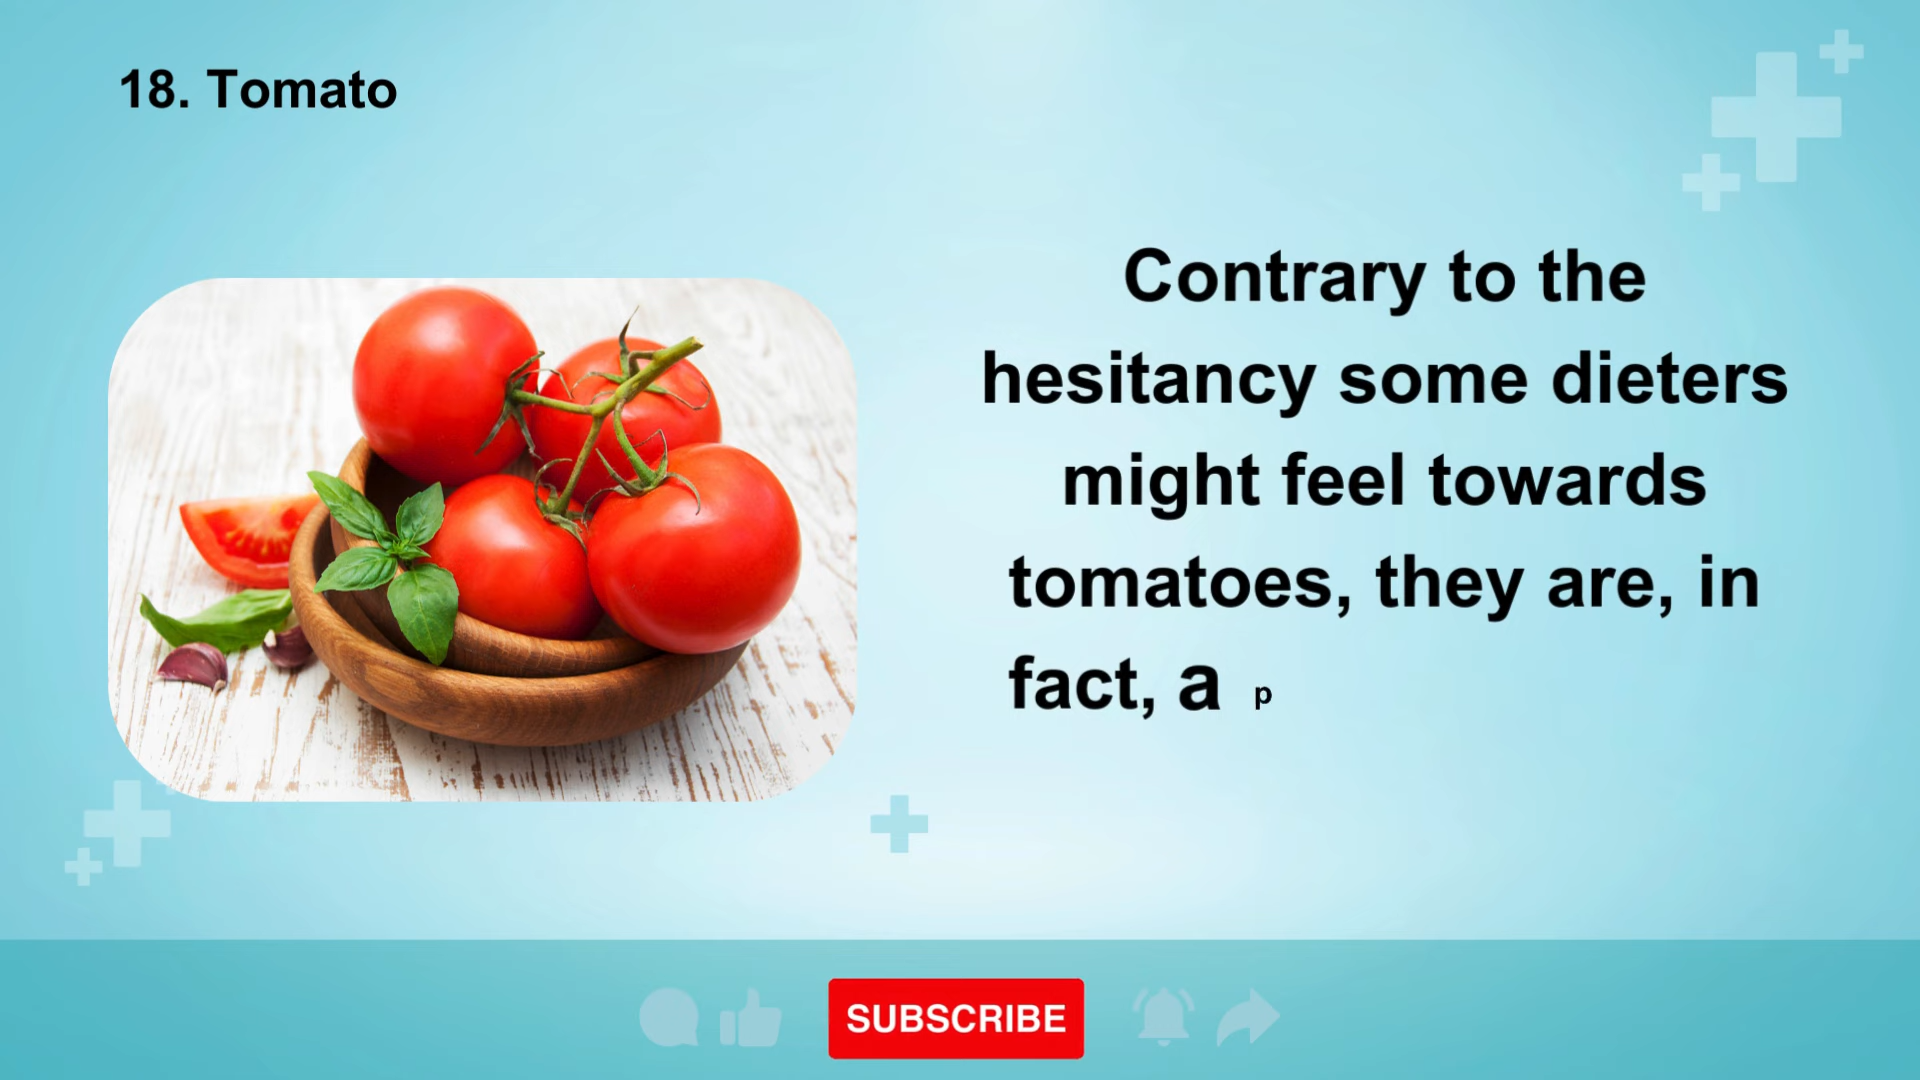 18. Tomato
Contrary to the
hesitancy some dieters
might feel towards
tomatoes, they are, in
fact, a p
SUBSCRIBE